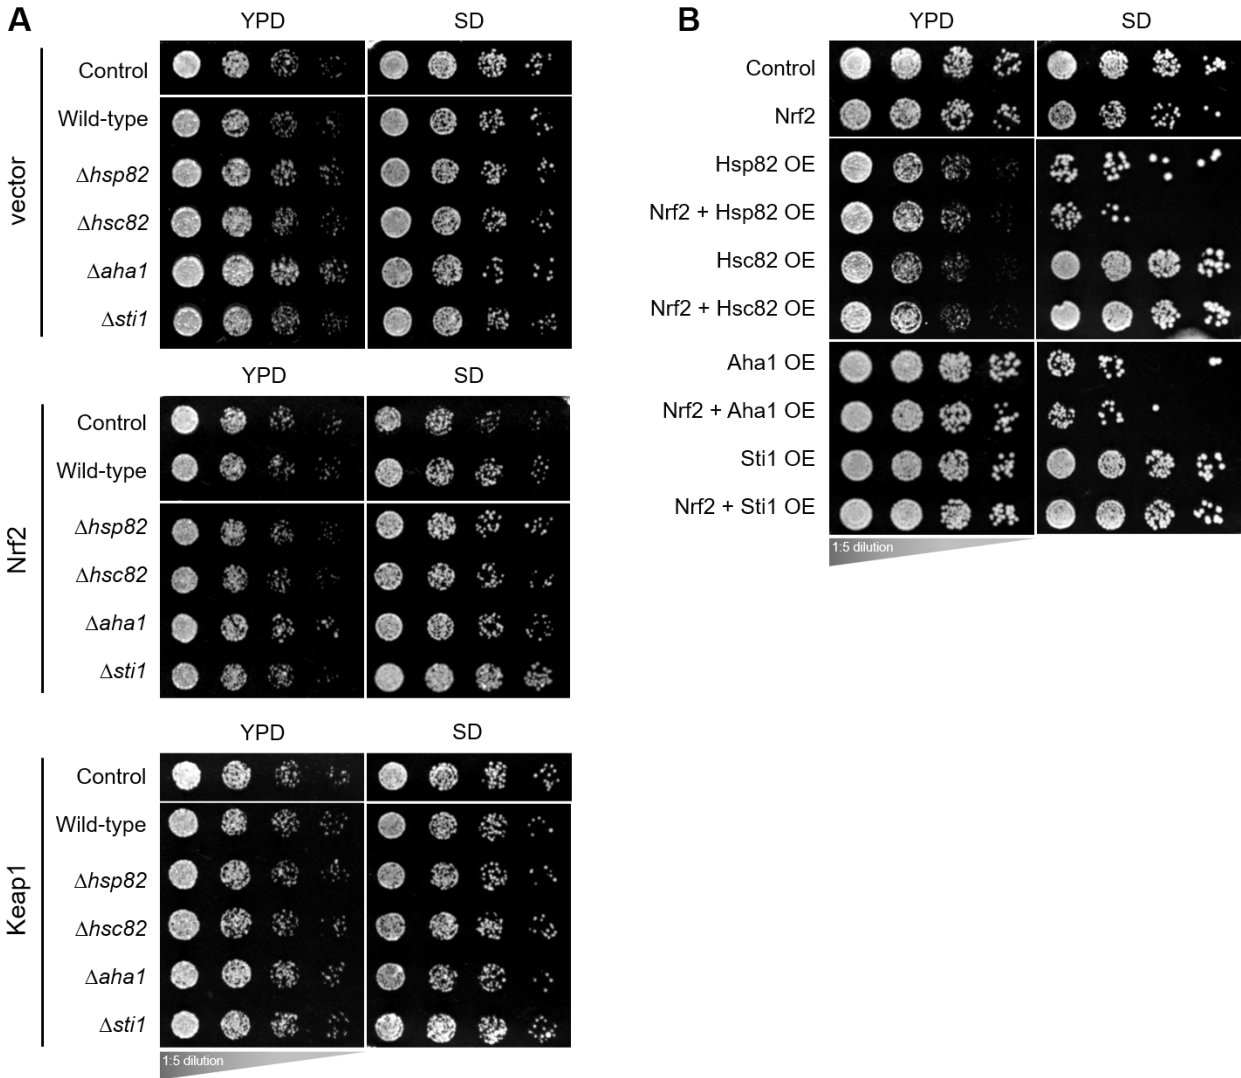 A
YPD
SD
vector
Control
Wild-type
Δhsp82
Δhsc82
Δaha1
Δsti1
YPD
SD
Nrf2
Control
Wild-type
Δhsp82
Δhsc82
Δaha1
Δsti1
YPD
SD
Keap1
Control
Wild-type
Δhsp82
Δhsc82
Δaha1
Δsti1
1:5 dilution
B
YPD
SD
Control
Nrf2
Hsp82 OE
Nrf2 + Hsp82 OE
Hsc82 OE
Nrf2 + Hsc82 OE
Aha1 OE
Nrf2 + Aha1 OE
Sti1 OE
Nrf2 + Sti1 OE
1:5 dilution